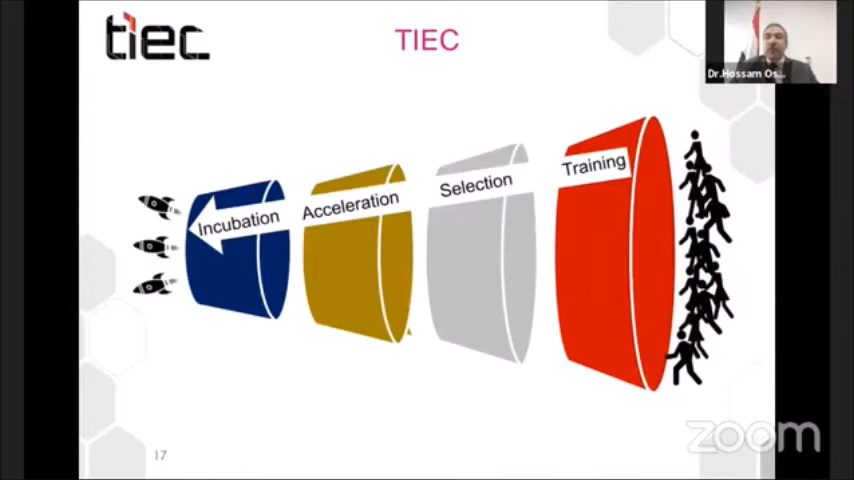 tiec
TIEC
Dr.Hossam Os...
Incubation
Acceleration
Selection
Training
17
zoom